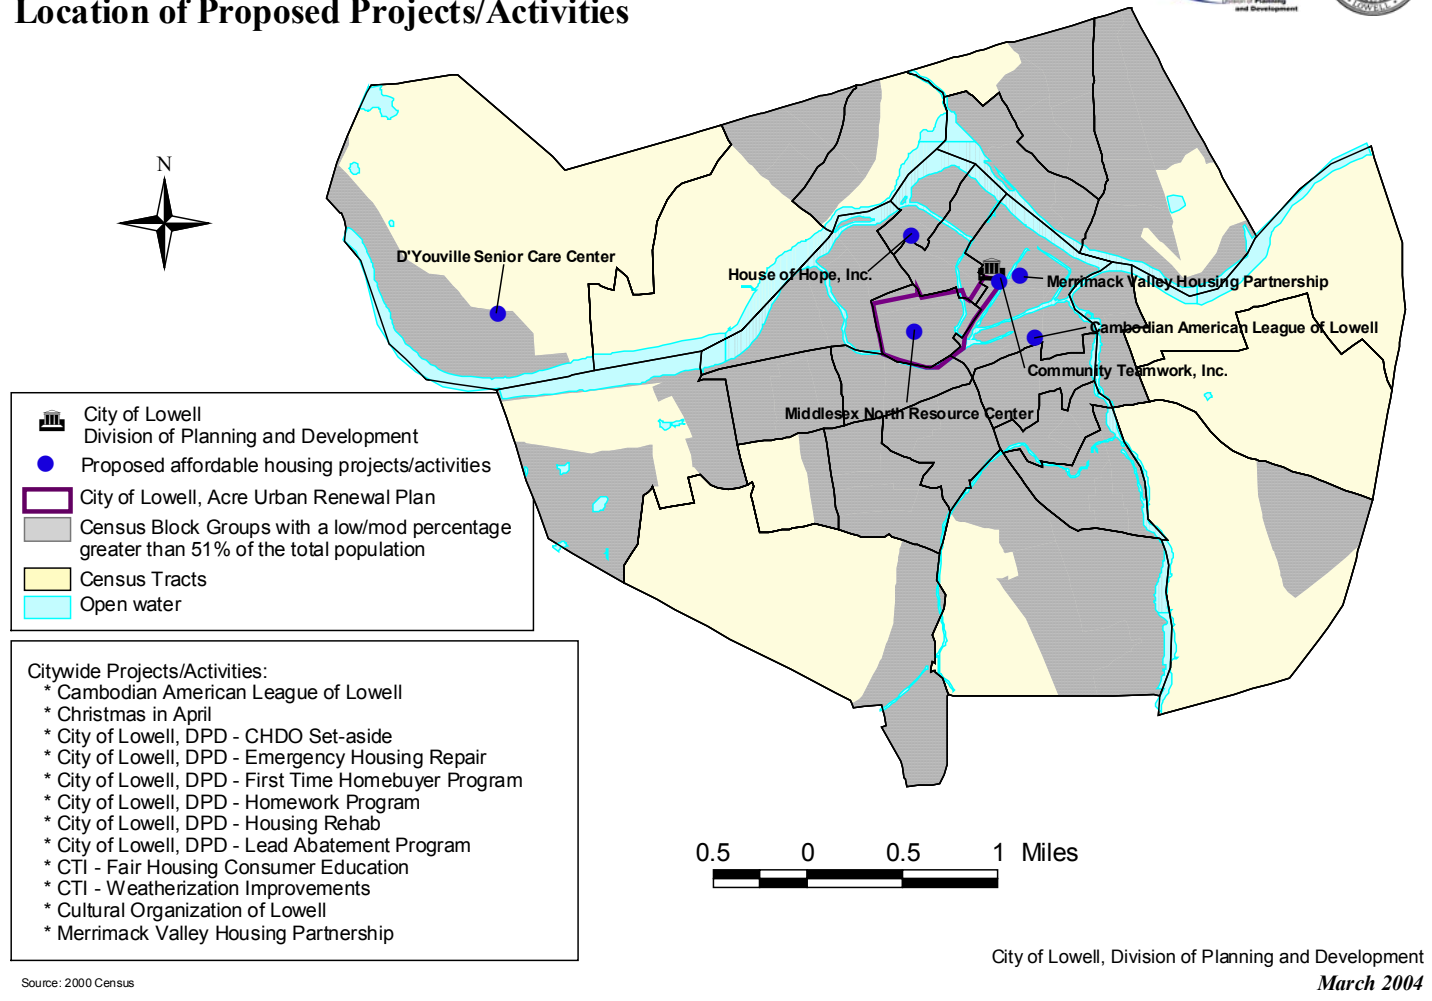 Location of Proposed Projects/Activities
Division of Planning
and Development
LOWELL
N
D'Youville Senior Care Center
House of Hope, Inc.
Merrimack Valley Housing Partnership
Cambodian American League of Lowell
Community Teamwork, Inc.
Middlesex North Resource Center
City of Lowell
Division of Planning and Development
Proposed affordable housing projects/activities
City of Lowell, Acre Urban Renewal Plan
Census Block Groups with a low/mod percentage
greater than 51% of the total population
Census Tracts
Open water
Citywide Projects/Activities:
* Cambodian American League of Lowell
* Christmas in April
* City of Lowell, DPD - CHDO Set-aside
* City of Lowell, DPD - Emergency Housing Repair
* City of Lowell, DPD - First Time Homebuyer Program
* City of Lowell, DPD - Homework Program
* City of Lowell, DPD - Housing Rehab
* City of Lowell, DPD - Lead Abatement Program
* CTI - Fair Housing Consumer Education
* CTI - Weatherization Improvements
* Cultural Organization of Lowell
* Merrimack Valley Housing Partnership
0.5 0 0.5 1 Miles
City of Lowell, Division of Planning and Development
March 2004
Source: 2000 Census